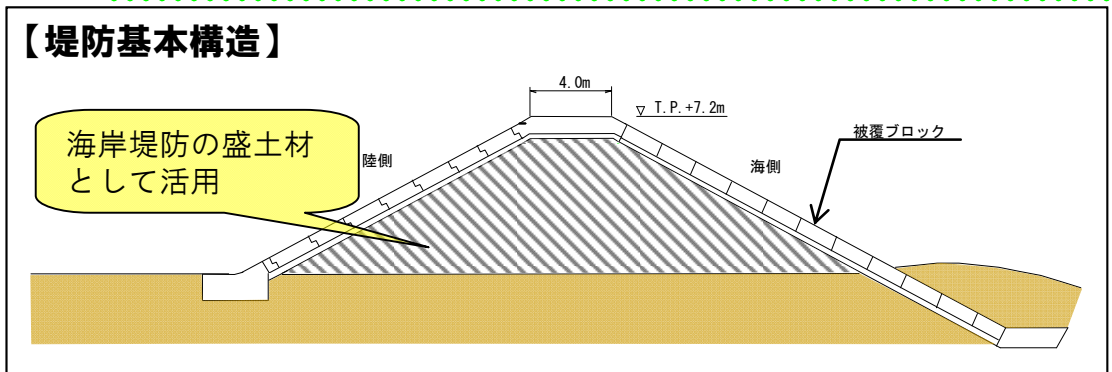 【堤防基本構造】
4.0m
▽ T.P.+7.2m
海岸堤防の盛土材
として活用
陸側
海側
被覆ブロック